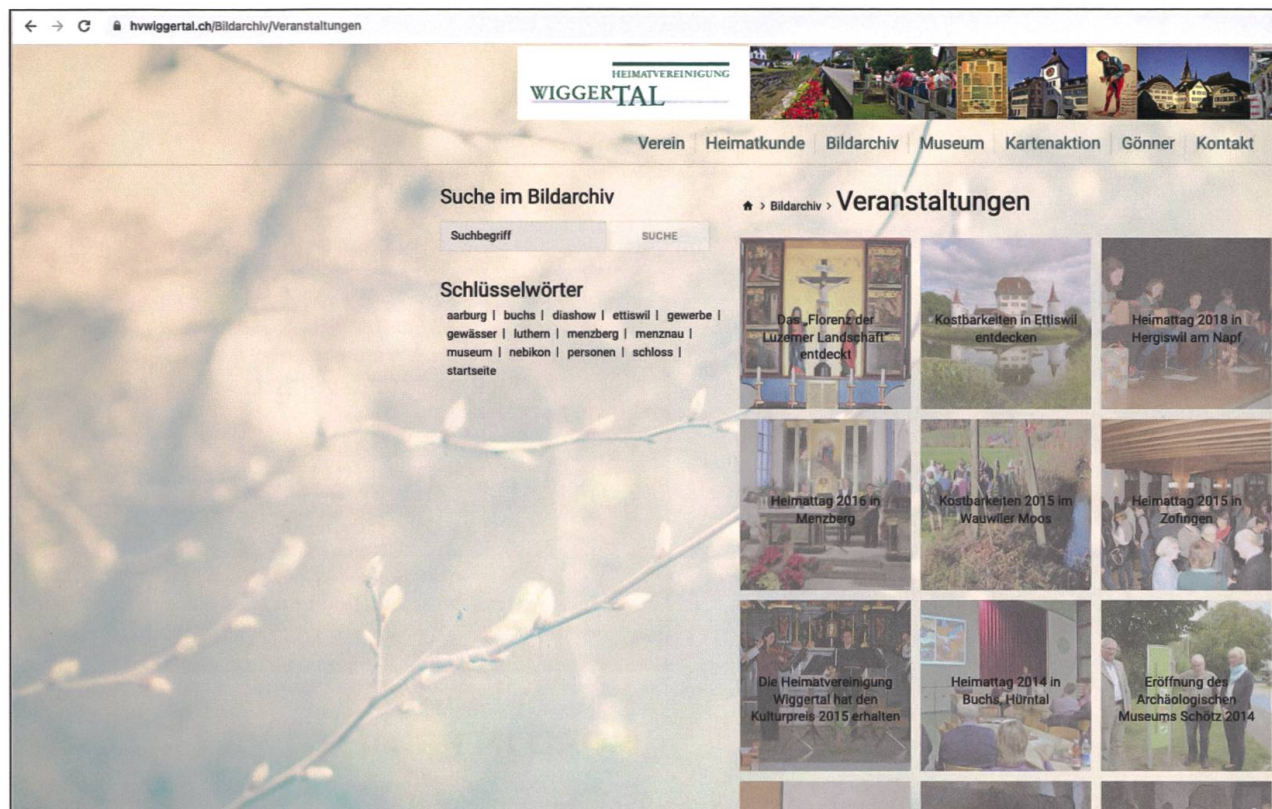 hvwiggertal.ch/Bildarchiv/Veranstaltungen
HEIMATVEREINIGUNG
WIGGERTAL
Verein Heimatkunde Bildarchiv Museum Kartenaktion Gönner Kontakt
Suche im Bildarchiv
Suchbegriff SUCHE
Schlüsselwörter
aarburg | buchs | diashow | ettiswil | gewerbe |
gewässer | luthern | menzberg | menznau |
museum | nebikon | personen | schloss |
startseite
> Bildarchiv > Veranstaltungen
Das „Florenz der
Luzerner Landschaft“
entdeckt
Kostbarkeiten in Ettiswil
entdecken
Heimattag 2018 in
Hergiswil am Napf
Heimattag 2016 in
Menzberg
Kostbarkeiten 2015 im
Wauwiler Moos
Heimattag 2015 in
Zofingen
Die Heimatvereinigung
Wiggertal hat den
Kulturpreis 2015 erhalten
Heimattag 2014 in
Buchs, Hürntal
Eröffnung des
Archäologischen
Museums Schötz 2014